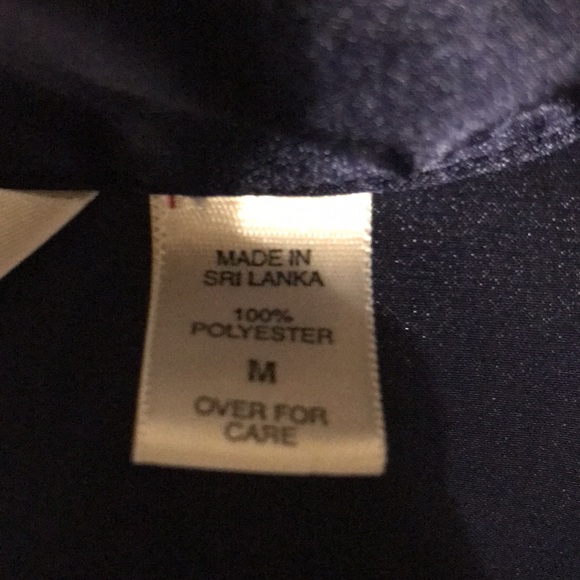 MADE IN
SRI LANKA
100%
POLYESTER
M
OVER FOR
CARE